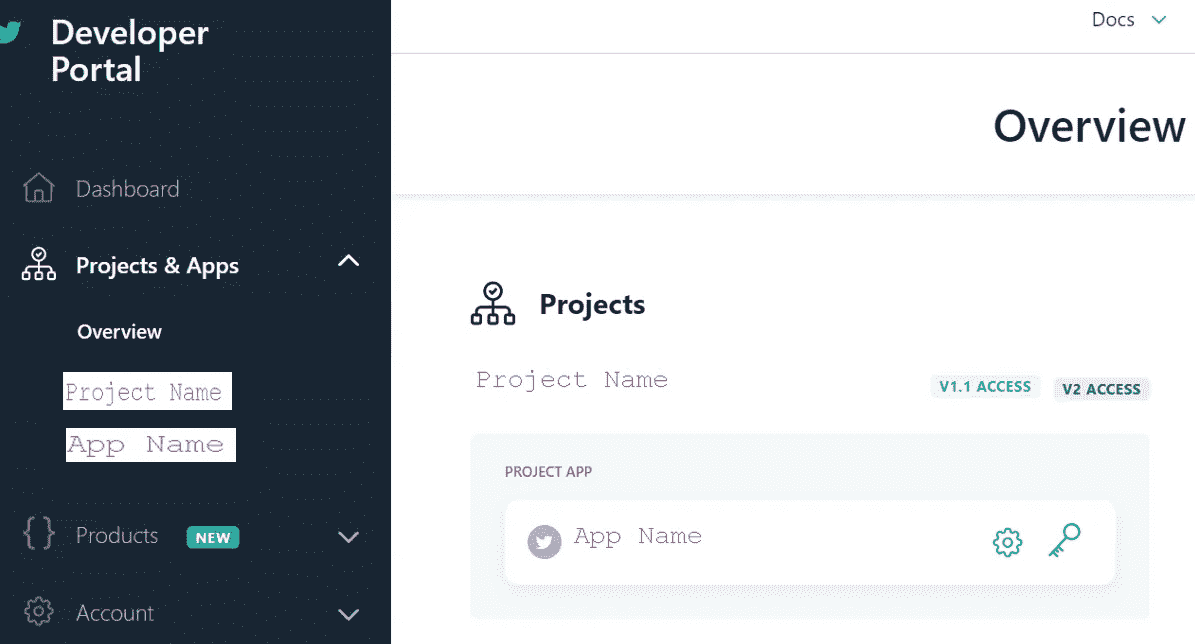 Developer
Portal
Dashboard
Projects & Apps
Overview
Project Name
App Name
Products NEW
Account
Docs
Overview
Projects
Project Name V1.1 ACCESS V2 ACCESS
PROJECT APP
App Name